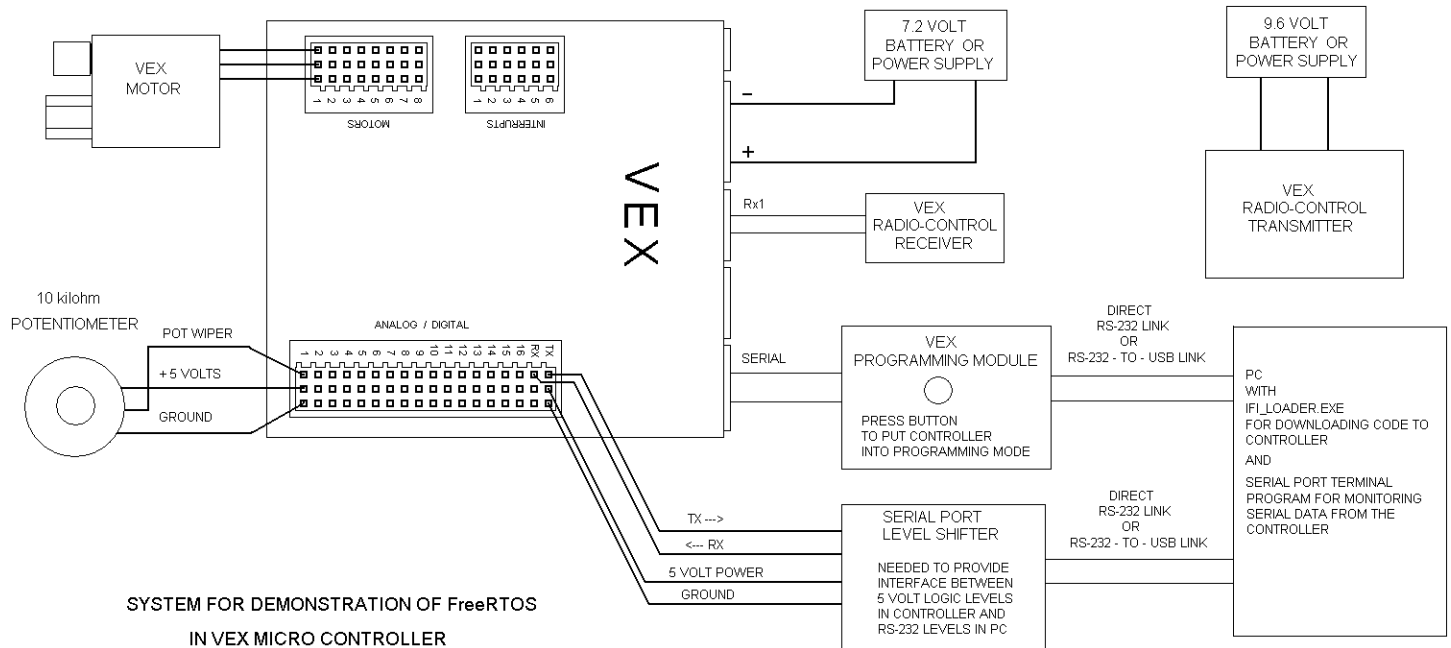 VEX
MOTOR
1 2 3 4 5 6 7 8
MOTORS
1 2 3 4 5 6
INTERRUPTS
7.2 VOLT
BATTERY OR
POWER SUPPLY
9.6 VOLT
BATTERY OR
POWER SUPPLY
-
+
VEX
Rx1
VEX
RADIO-CONTROL
RECEIVER
VEX
RADIO-CONTROL
TRANSMITTER
10 kilohm
POTENTIOMETER
POT WIPER
+ 5 VOLTS
GROUND
ANALOG / DIGITAL
1 2 3 4 5 6 7 8 9 10 11 12 13 14 15 16 RX TX
SERIAL
VEX
PROGRAMMING MODULE
PRESS BUTTON
TO PUT CONTROLLER
INTO PROGRAMMING MODE
DIRECT
RS-232 LINK
OR
RS-232 - TO - USB LINK
PC
WITH
IFI_LOADER.EXE
FOR DOWNLOADING CODE TO
CONTROLLER
AND
SERIAL PORT TERMINAL
PROGRAM FOR MONITORING
SERIAL DATA FROM THE
CONTROLLER
TX --->
<--- RX
5 VOLT POWER
GROUND
SERIAL PORT
LEVEL SHIFTER
NEEDED TO PROVIDE
INTERFACE BETWEEN
5 VOLT LOGIC LEVELS
IN CONTROLLER AND
RS-232 LEVELS IN PC
DIRECT
RS-232 LINK
OR
RS-232 - TO - USB LINK
SYSTEM FOR DEMONSTRATION OF FreeRTOS
IN VEX MICRO CONTROLLER